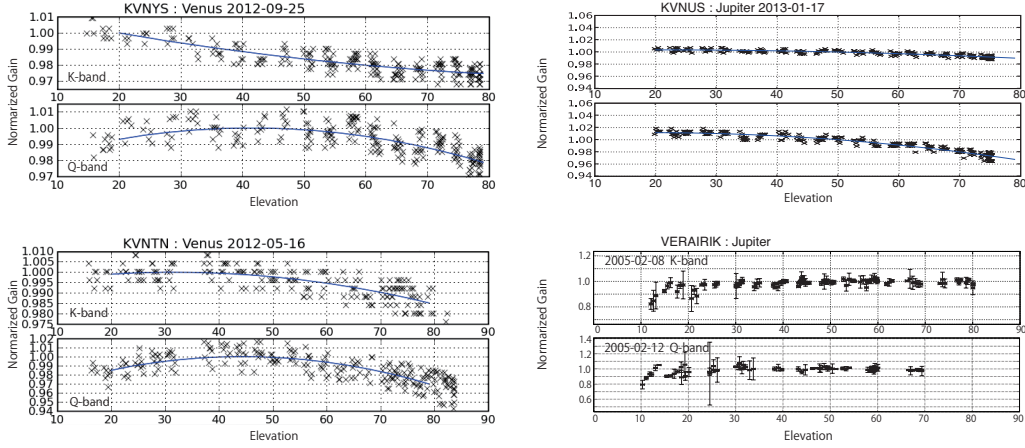 KVNYS : Venus 2012-09-25
1.01
1.00
0.99
0.98
0.97
K-band
10 20 30 40 50 60 70 80
1.01
1.00
0.99
0.98
0.97
Q-band
10 20 30 40 50 60 70 80
Normarized Gain
Elevation
KVNUS : Jupiter 2013-01-17
1.06
1.04
1.02
1.00
0.98
0.96
0.94
10 20 30 40 50 60 70 80
1.06
1.04
1.02
1.00
0.98
0.96
0.94
10 20 30 40 50 60 70 80
Normarized Gain
Elevation
KVNTN : Venus 2012-05-16
1.010
1.005
1.000
0.995
0.990
0.985
0.980
0.975
K-band
10 20 30 40 50 60 70 80 90
1.02
1.01
1.00
0.99
0.98
0.97
0.96
0.95
0.94
Q-band
10 20 30 40 50 60 70 80 90
Normarized Gain
Elevation
VERAIRIK : Jupiter
2005-02-08 K-band
1.2
1.0
0.8
0 10 20 30 40 50 60 70 80 90
2005-02-12 Q-band
1.4
1.2
1.0
0.8
0.6
0 10 20 30 40 50 60 70 80 90
Normarized Gain
Elevation